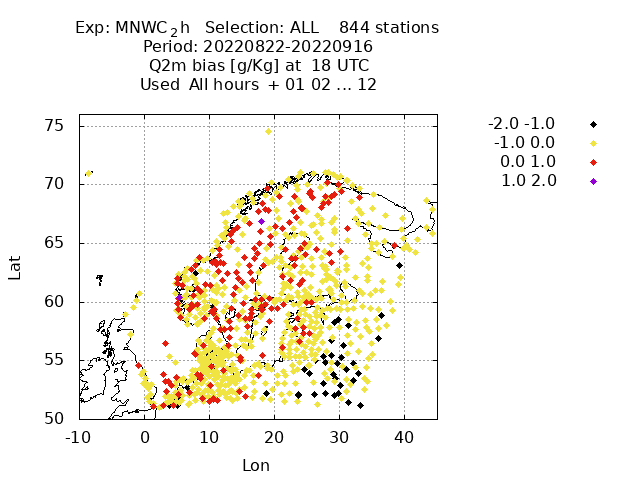 Exp: MNWC_2h Selection: ALL 844 stations
Period: 20220822-20220916
Q2m bias [g/Kg] at 18 UTC
Used All hours + 01 02 ... 12
-2.0 -1.0
-1.0 0.0
0.0 1.0
1.0 2.0
75
70
65
60
55
50
Lat
-10 0 10 20 30 40
Lon